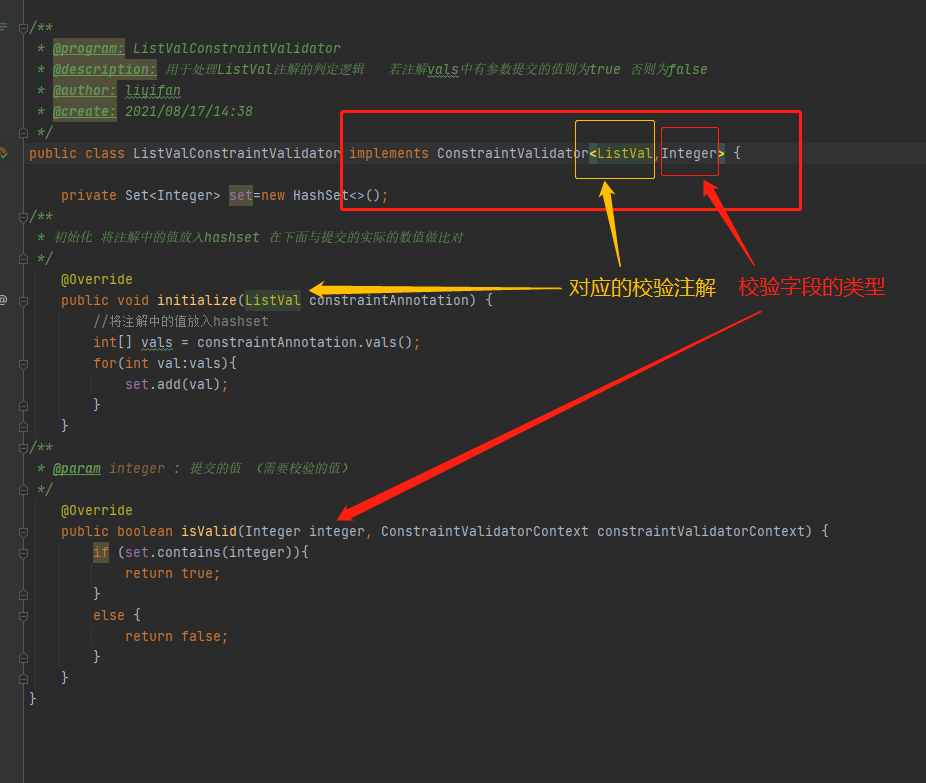 /**
 * @program: ListValConstraintValidator
 * @description: 用于处理ListVal注解的判定逻辑   若注解vals中有参数提交的值则为true 否则为false
 * @author: liyifan
 * @create: 2021/08/17/14:38
 */
public class ListValConstraintValidator implements ConstraintValidator<ListVal,Integer> {
    private Set<Integer> set=new HashSet<>();
/**
 * 初始化 将注解中的值放入hashset 在下面与提交的实际的数值做比对
 */
    @Override
    public void initialize(ListVal constraintAnnotation) {
对应的校验注解
校验字段的类型
        //将注解中的值放入hashset
        int[] vals = constraintAnnotation.vals();
        for(int val:vals){
            set.add(val);
        }
    }
/**
 * @param integer : 提交的值 （需要校验的值）
 */
    @Override
    public boolean isValid(Integer integer, ConstraintValidatorContext constraintValidatorContext) {
        if (set.contains(integer)){
            return true;
        }
        else {
            return false;
        }
    }
}